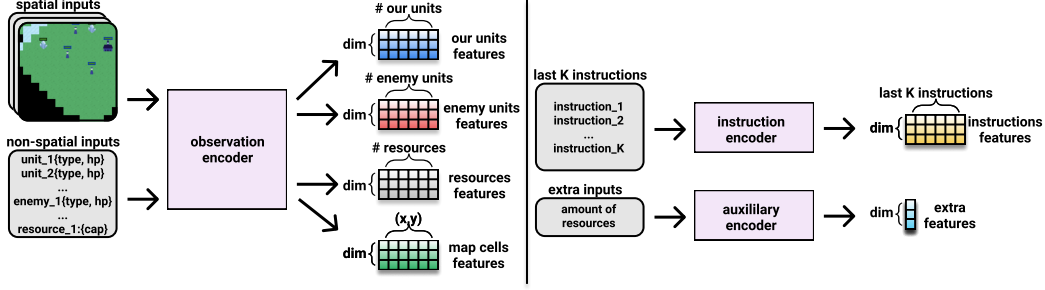 spatial inputs
non-spatial inputs
unit_1{type, hp}
unit_2{type, hp}
...
enemy_1{type, hp}
...
resource_1:{cap}
observation
encoder
# our units
dim
our units
features
# enemy units
dim
enemy units
features
# resources
dim
resources
features
(x,y)
dim
map cells
features
last K instructions
instruction_1
instruction_2
...
instruction_K
instruction
encoder
last K instructions
dim
instructions
features
extra inputs
amount of
resources
auxililary
encoder
dim
extra
features